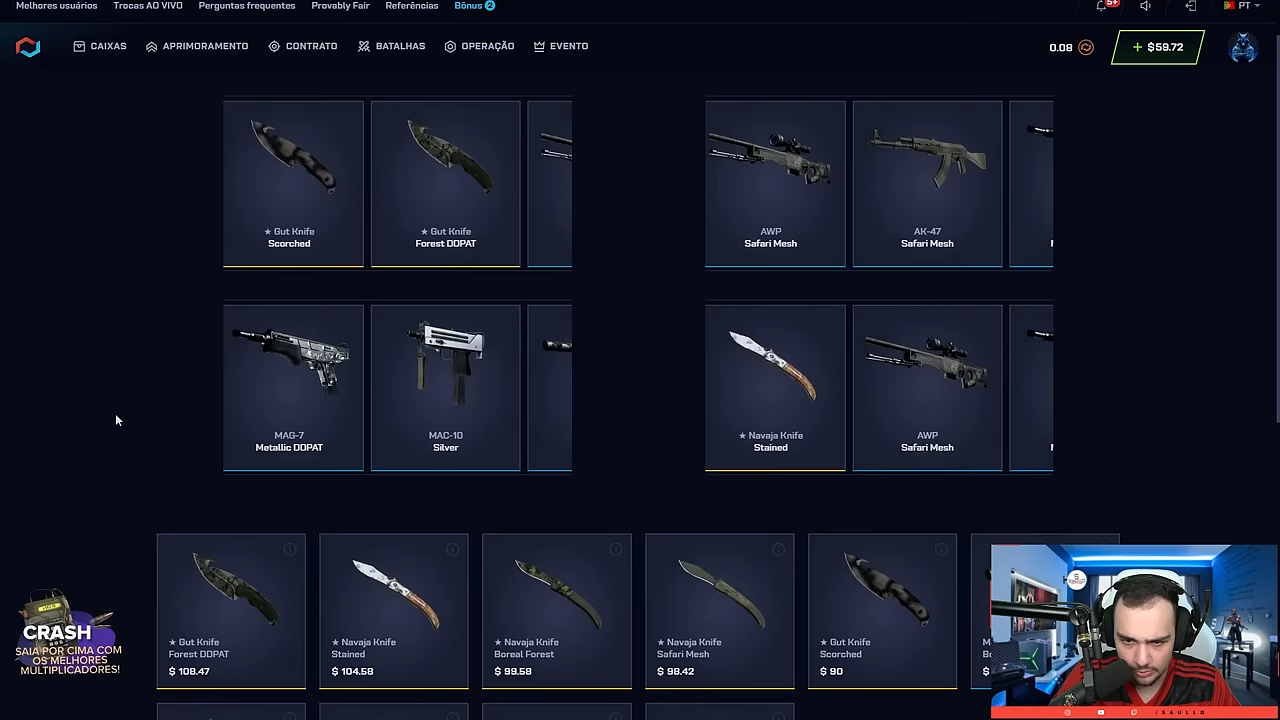 Melhores usuários
Trocas AO VIVO
Perguntas frequentes
Provably Fair
Referências
Bônus 2
5+
PT
CAIXAS
APRIMORAMENTO
CONTRATO
BATALHAS
OPERAÇÃO
EVENTO
0.08
+ $59.72
★ Gut Knife
Scorched
★ Gut Knife
Forest DDPAT
AWP
Safari Mesh
AK-47
Safari Mesh
MAG-7
Metallic DDPAT
MAC-10
Silver
★ Navaja Knife
Stained
AWP
Safari Mesh
★ Gut Knife
Forest DDPAT
$ 108.47
★ Navaja Knife
Stained
$ 104.58
★ Navaja Knife
Boreal Forest
$ 99.58
★ Navaja Knife
Safari Mesh
$ 98.42
★ Gut Knife
Scorched
$ 90
CRASH
SAIA POR CIMA COM
OS MELHORES
MULTIPLICADORES!
/SAULLO